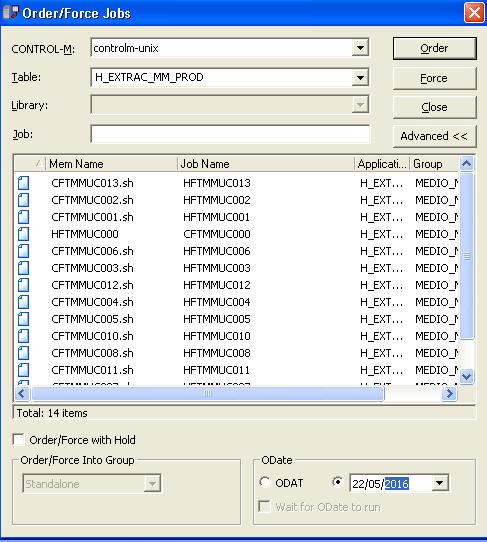 Order/Force Jobs
CONTROL-M: controlm-unix Order
Table: H_EXTRAC_MM_PROD Force
Library: Close
Job: Advanced <<
Mem Name Job Name Applicati... Group
CFTMMUC013.sh HFTMMUC013 H_EXT... MEDIO_M
CFTMMUC002.sh HFTMMUC002 H_EXT... MEDIO_M
CFTMMUC001.sh HFTMMUC001 H_EXT... MEDIO_M
HFTMMUC000 CFTMMUC000 H_EXT... MEDIO_M
CFTMMUC006.sh HFTMMUC006 H_EXT... MEDIO_M
CFTMMUC003.sh HFTMMUC003 H_EXT... MEDIO_M
CFTMMUC012.sh HFTMMUC012 H_EXT... MEDIO_M
CFTMMUC004.sh HFTMMUC004 H_EXT... MEDIO_M
CFTMMUC005.sh HFTMMUC005 H_EXT... MEDIO_M
CFTMMUC010.sh HFTMMUC010 H_EXT... MEDIO_M
CFTMMUC008.sh HFTMMUC008 H_EXT... MEDIO_M
CFTMMUC011.sh HFTMMUC011 H_EXT... MEDIO_M
CFTMMUC007.sh HFTMMUC007 H_EXT... MEDIO_M
Total: 14 items
Order/Force with Hold
Order/Force Into Group ODate
Standalone ODAT 22/05/2016
Wait for ODate to run